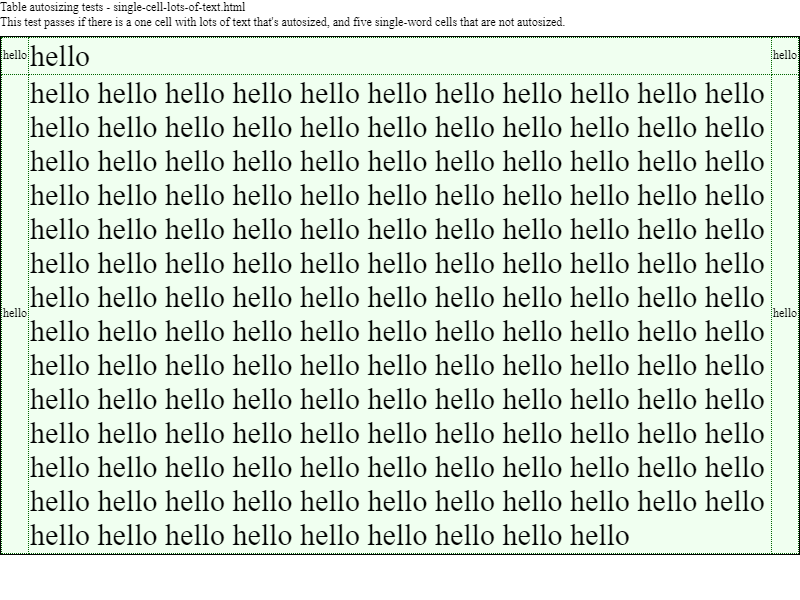 Table autosizing tests - single-cell-lots-of-text.html
This test passes if there is a one cell with lots of text that's autosized, and five single-word cells that are not autosized.
hello hello hello
hello hello hello hello hello hello hello hello hello hello hello
hello hello hello hello hello hello hello hello hello hello hello
hello hello hello hello hello hello hello hello hello hello hello
hello hello hello hello hello hello hello hello hello hello hello
hello hello hello hello hello hello hello hello hello hello hello
hello hello hello hello hello hello hello hello hello hello hello
hello hello hello hello hello hello hello hello hello hello hello hello hello
hello hello hello hello hello hello hello hello hello hello hello
hello hello hello hello hello hello hello hello hello hello hello
hello hello hello hello hello hello hello hello hello hello hello
hello hello hello hello hello hello hello hello hello hello hello
hello hello hello hello hello hello hello hello hello hello hello
hello hello hello hello hello hello hello hello hello hello hello
hello hello hello hello hello hello hello hello hello